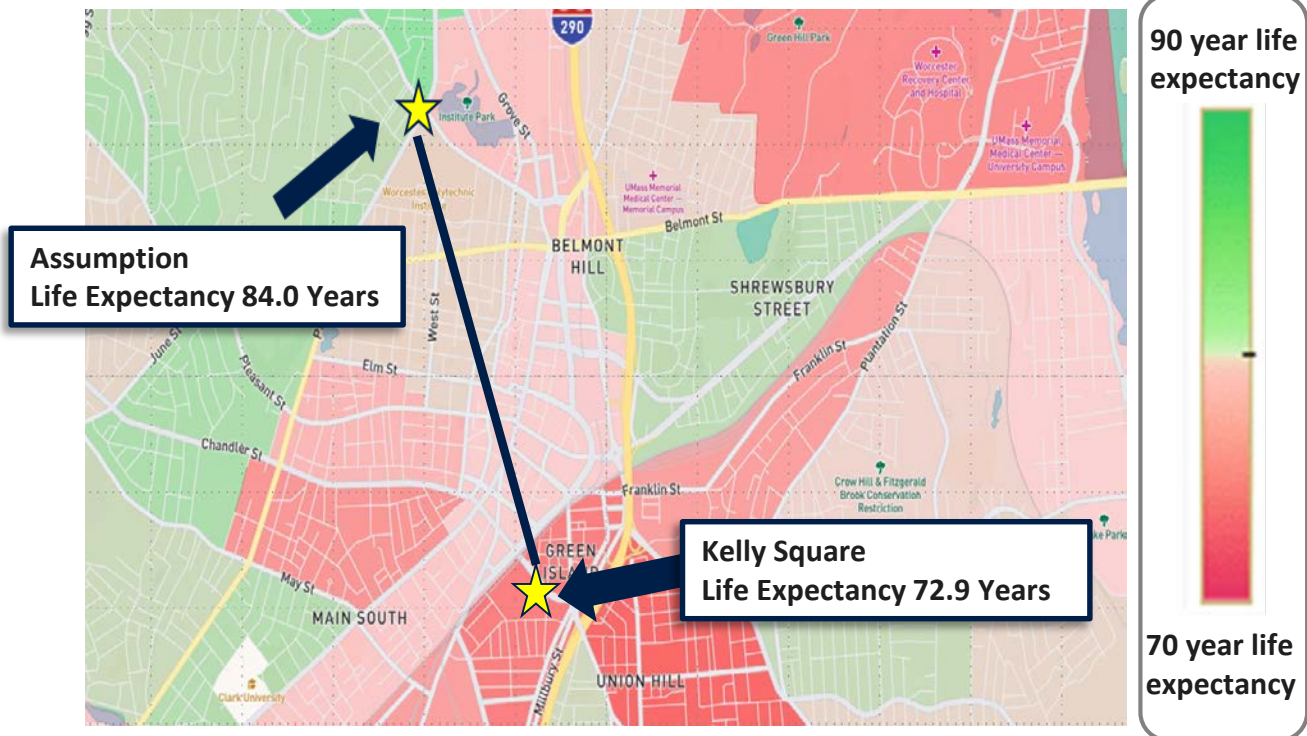 290
Green Hill Park
Worcester
Recovery Center
and Hospital
90 year life
expectancy
Institute Park
Grove St
UMass Memorial
Medical Center —
University Campus
Worcester Polytechnic
Institute
UMass Memorial
Medical Center —
Memorial Campus
Belmont St
BELMONT
HILL
Assumption
Life Expectancy 84.0 Years
West St
SHREWSBURY
STREET
June St
Pleasant St
Elm St
Franklin St
Plantation St
Chandler St
Franklin St
Crow Hill & Fitzgerald
Brook Conservation
Restriction
ke Park
GREEN
ISLAND
Kelly Square
Life Expectancy 72.9 Years
May St
MAIN SOUTH
Millbury St
UNION HILL
Clark University
70 year life
expectancy